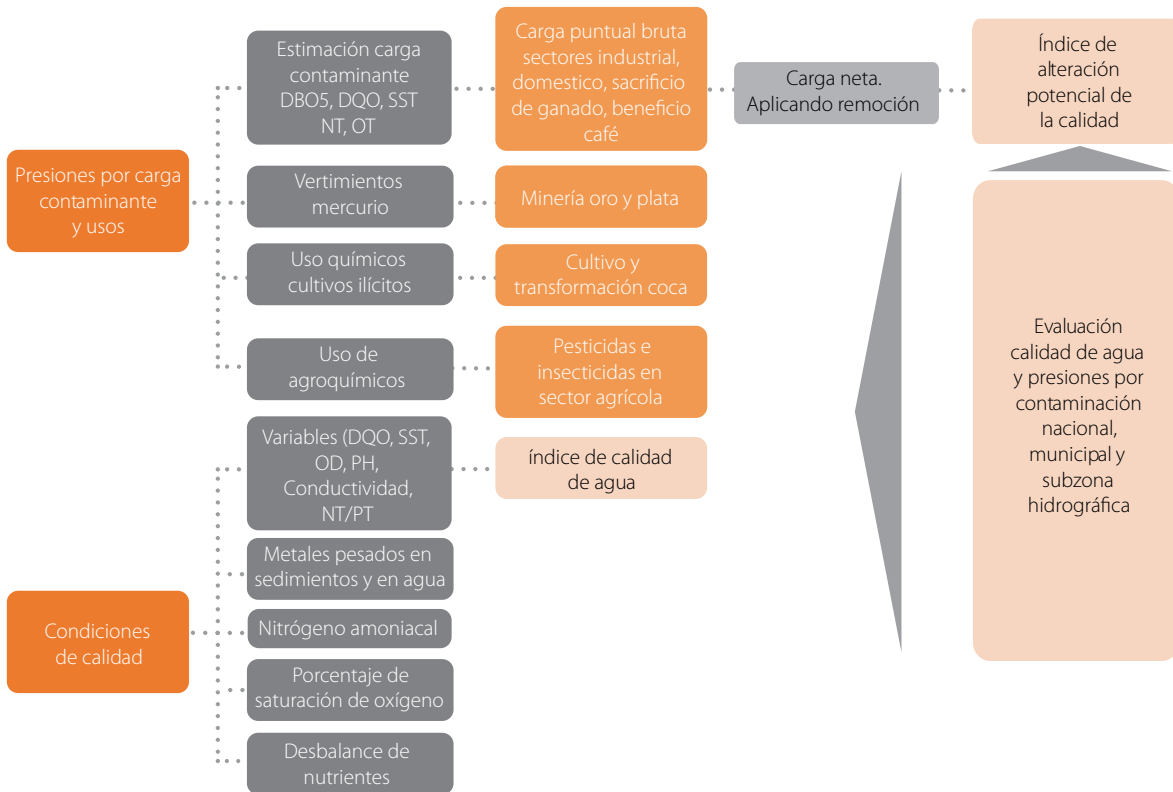 Presiones por carga
contaminante
y usos
Estimación carga
contaminante
DBO5, DQO, SST
NT, OT
Carga puntual bruta
sectores industrial,
domestico, sacrificio
de ganado, beneficio
café
Carga neta.
Aplicando remoción
Índice de
alteración
potencial de
la calidad
Vertimientos
mercurio
Minería oro y plata
Uso químicos
cultivos ilícitos
Cultivo y
transformación coca
Uso de
agroquímicos
Pesticidas e
insecticidas en
sector agrícola
Condiciones
de calidad
Variables (DQO, SST,
OD, PH,
Conductividad,
NT/PT
índice de calidad
de agua
Metales pesados en
sedimientos y en agua
Nitrógeno amoniacal
Porcentaje de
saturación de oxígeno
Desbalance de
nutrientes
Evaluación
calidad de agua
y presiones por
contaminación
nacional,
municipal y
subzona
hidrográfica